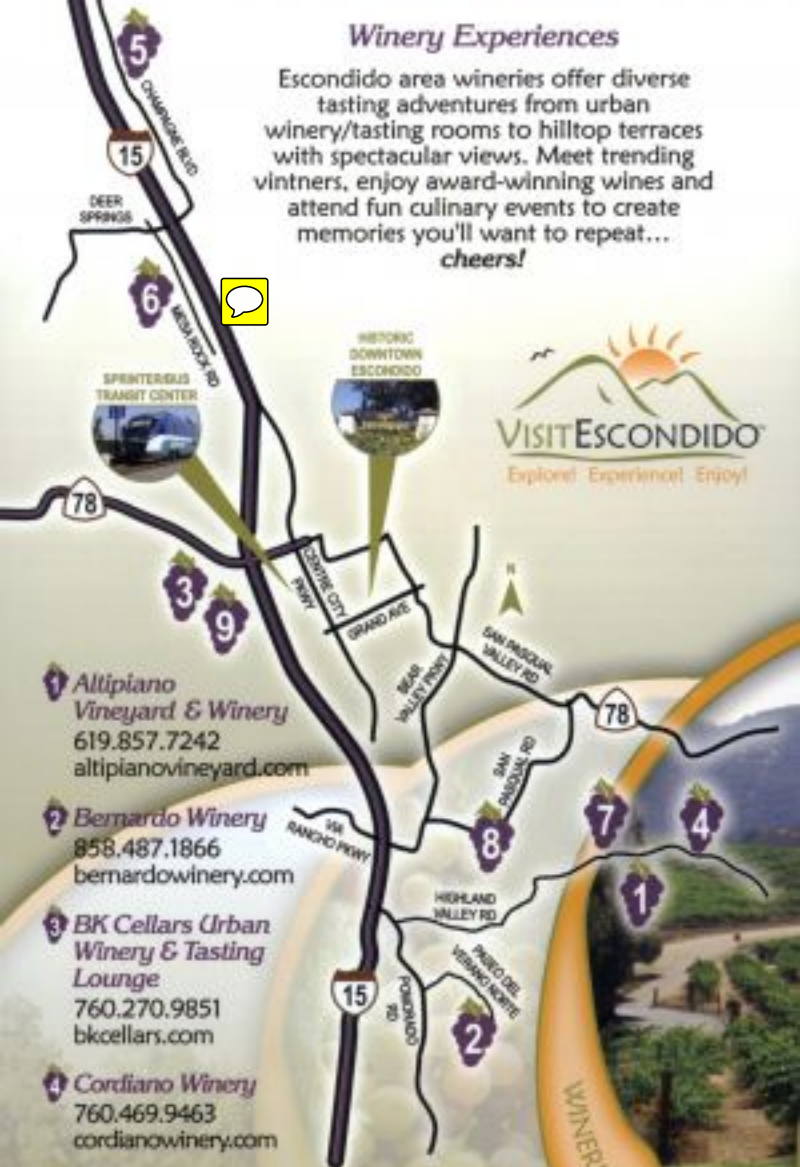 Winery Experiences
Escondido area wineries offer diverse
tasting adventures from urban
winery/tasting rooms to hilltop terraces
with spectacular views. Meet trending
vintners, enjoy award-winning wines and
attend fun culinary events to create
memories you'll want to repeat...
cheers!
5
CHAMPAGNE BLVD
15
DEER
SPRINGS
6
MESA ROCK RD
HISTORIC
DOWNTOWN
ESCONDIDO
SPRINTER/BUS
TRANSIT CENTER
VISITESCONDIDO
Explore! Experience! Enjoy!
78
3
9
CENTRE CITY
PKWY
GRAND AVE
N
SAN PASQUAL
VALLEY RD
BEAR
VALLEY PKWY
78
SAN
PASQUAL RD
VIA
RANCHO PKWY
8
7
4
1
HIGHLAND
VALLEY RD
15
POMERADO
RD
PASEO DEL
VERANO NORTE
2
1 Altipiano
Vineyard & Winery
619.857.7242
altipianovineyard.com
2 Bernardo Winery
858.487.1866
bernardowinery.com
3 BK Cellars Urban
Winery & Tasting
Lounge
760.270.9851
bkcellars.com
4 Cordiano Winery
760.469.9463
cordianowinery.com